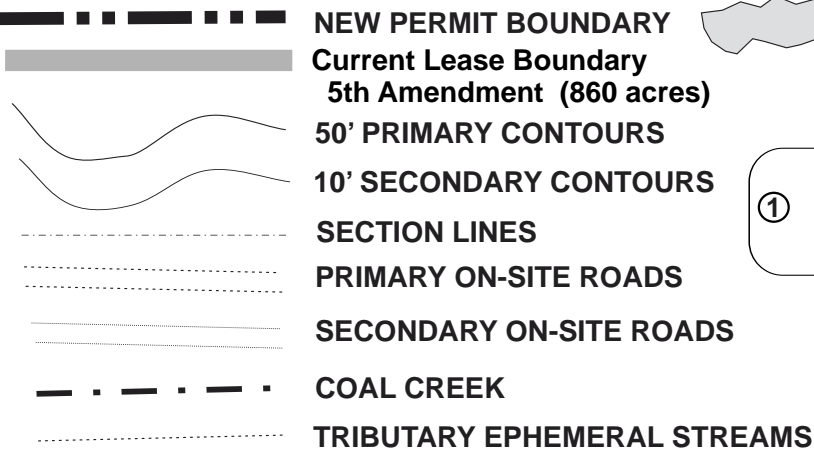 NEW PERMIT BOUNDARY
Current Lease Boundary
5th Amendment (860 acres)
50’ PRIMARY CONTOURS
10’ SECONDARY CONTOURS
1
SECTION LINES
PRIMARY ON-SITE ROADS
SECONDARY ON-SITE ROADS
COAL CREEK
TRIBUTARY EPHEMERAL STREAMS